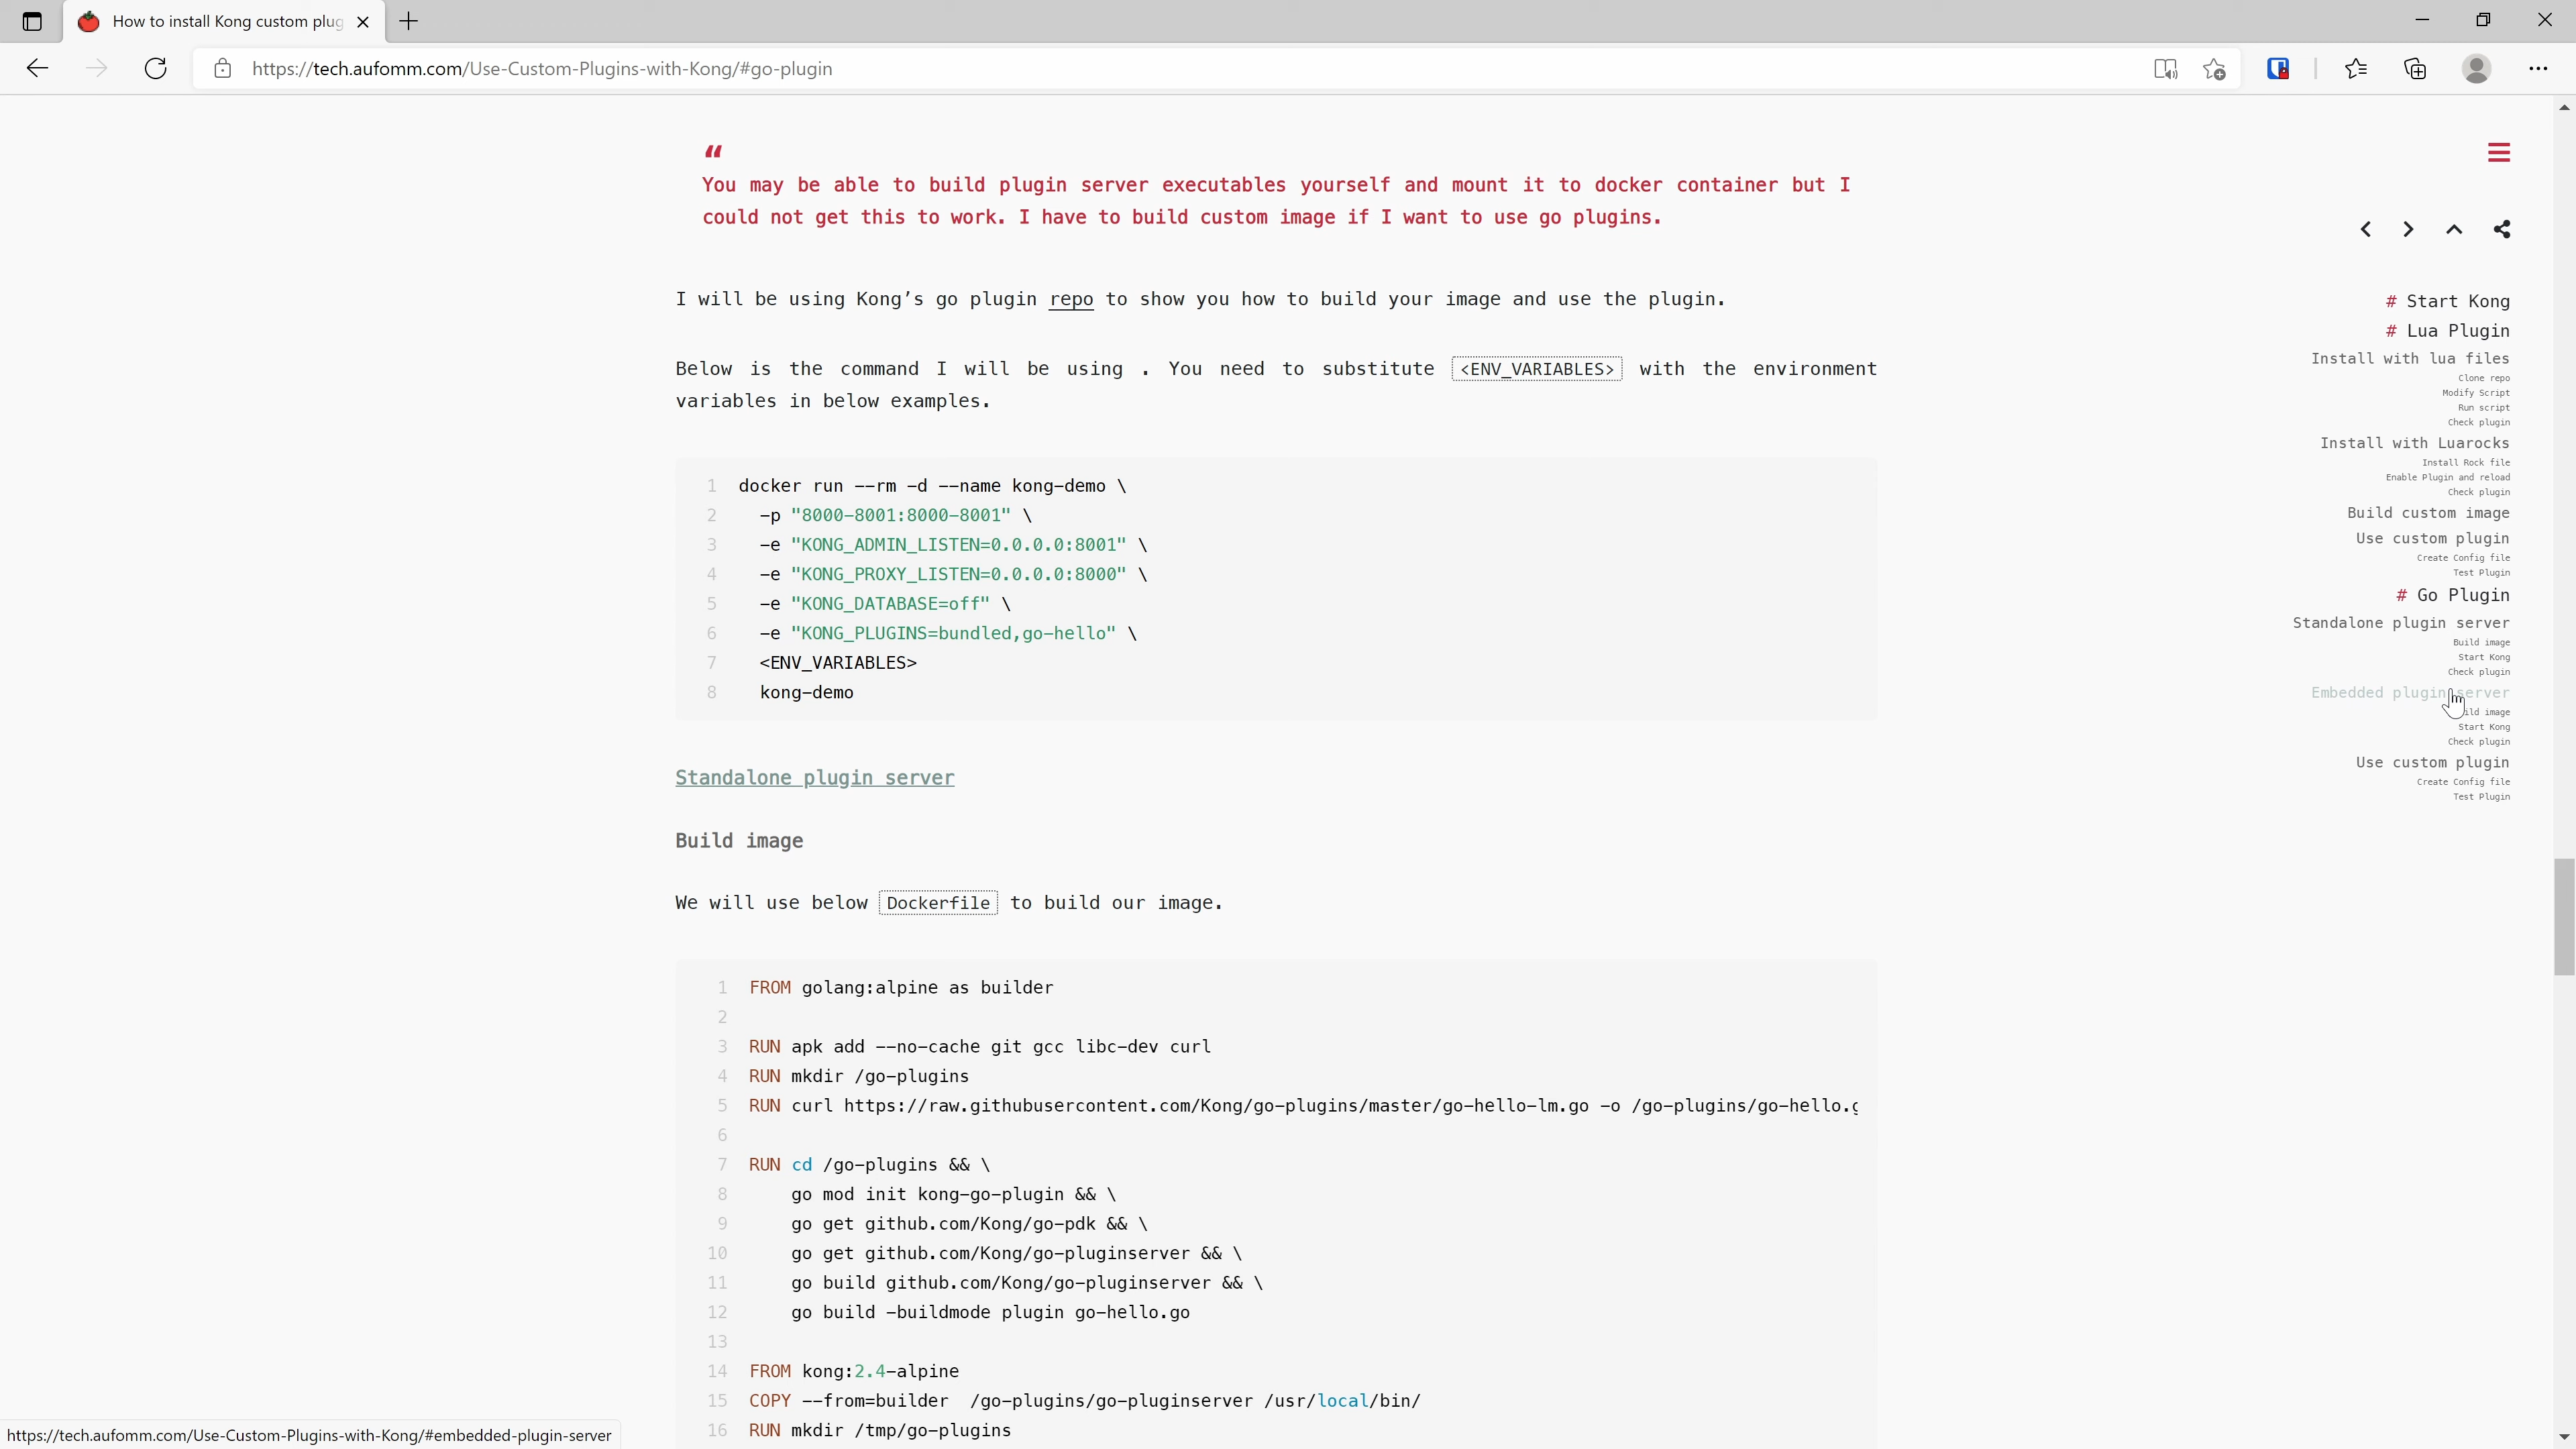 How to install Kong custom plug
https://tech.aufomm.com/Use-Custom-Plugins-with-Kong/#go-plugin
“
You may be able to build plugin server executables yourself and mount it to docker container but I
could not get this to work. I have to build custom image if I want to use go plugins.
I will be using Kong’s go plugin repo to show you how to build your image and use the plugin.
Below is the command I will be using . You need to substitute <ENV_VARIABLES> with the environment
variables in below examples.
1 docker run --rm -d --name kong-demo \
2 -p "8000-8001:8000-8001" \
3 -e "KONG_ADMIN_LISTEN=0.0.0.0:8001" \
4 -e "KONG_PROXY_LISTEN=0.0.0.0:8000" \
5 -e "KONG_DATABASE=off" \
6 -e "KONG_PLUGINS=bundled,go-hello" \
7 <ENV_VARIABLES>
8 kong-demo
Standalone plugin server
Build image
We will use below Dockerfile to build our image.
1 FROM golang:alpine as builder
2
3 RUN apk add --no-cache git gcc libc-dev curl
4 RUN mkdir /go-plugins
5 RUN curl https://raw.githubusercontent.com/Kong/go-plugins/master/go-hello-lm.go -o /go-plugins/go-hello.g
6
7 RUN cd /go-plugins && \
8 go mod init kong-go-plugin && \
9 go get github.com/Kong/go-pdk && \
10 go get github.com/Kong/go-pluginserver && \
11 go build github.com/Kong/go-pluginserver && \
12 go build -buildmode plugin go-hello.go
13
14 FROM kong:2.4-alpine
15 COPY --from=builder /go-plugins/go-pluginserver /usr/local/bin/
16 RUN mkdir /tmp/go-plugins
# Start Kong
# Lua Plugin
Install with lua files
Clone repo
Modify Script
Run script
Check plugin
Install with Luarocks
Install Rock file
Enable Plugin and reload
Check plugin
Build custom image
Use custom plugin
Create Config file
Test Plugin
# Go Plugin
Standalone plugin server
Build image
Start Kong
Check plugin
Embedded plugin server
ild image
Start Kong
Check plugin
Use custom plugin
Create Config file
Test Plugin
https://tech.aufomm.com/Use-Custom-Plugins-with-Kong/#embedded-plugin-server